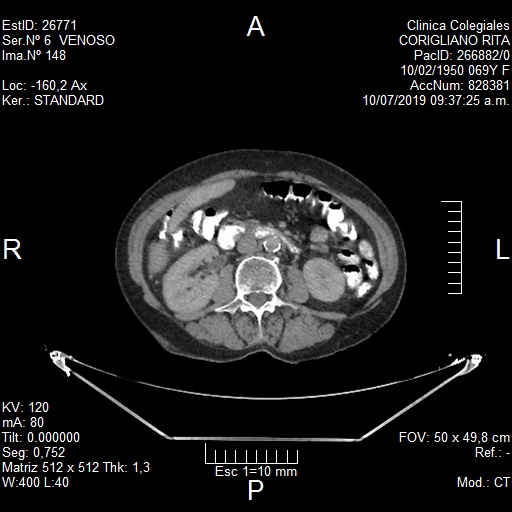 EstID: 26771
Ser.Nº 6 VENOSO
Ima.Nº 148
Loc: -160,2 Ax
Ker.: STANDARD
A
Clinica Colegiales
CORIGLIANO RITA
PacID: 266882/0
10/02/1950 069Y F
AccNum: 828381
10/07/2019 09:37:25 a.m.
R
L
KV: 120
mA: 80
Tilt: 0.000000
Seg: 0,752
Matriz 512 x 512 Thk: 1,3
W:400 L:40
Esc 1=10 mm
P
FOV: 50 x 49,8 cm
Ref.: -
Mod.: CT